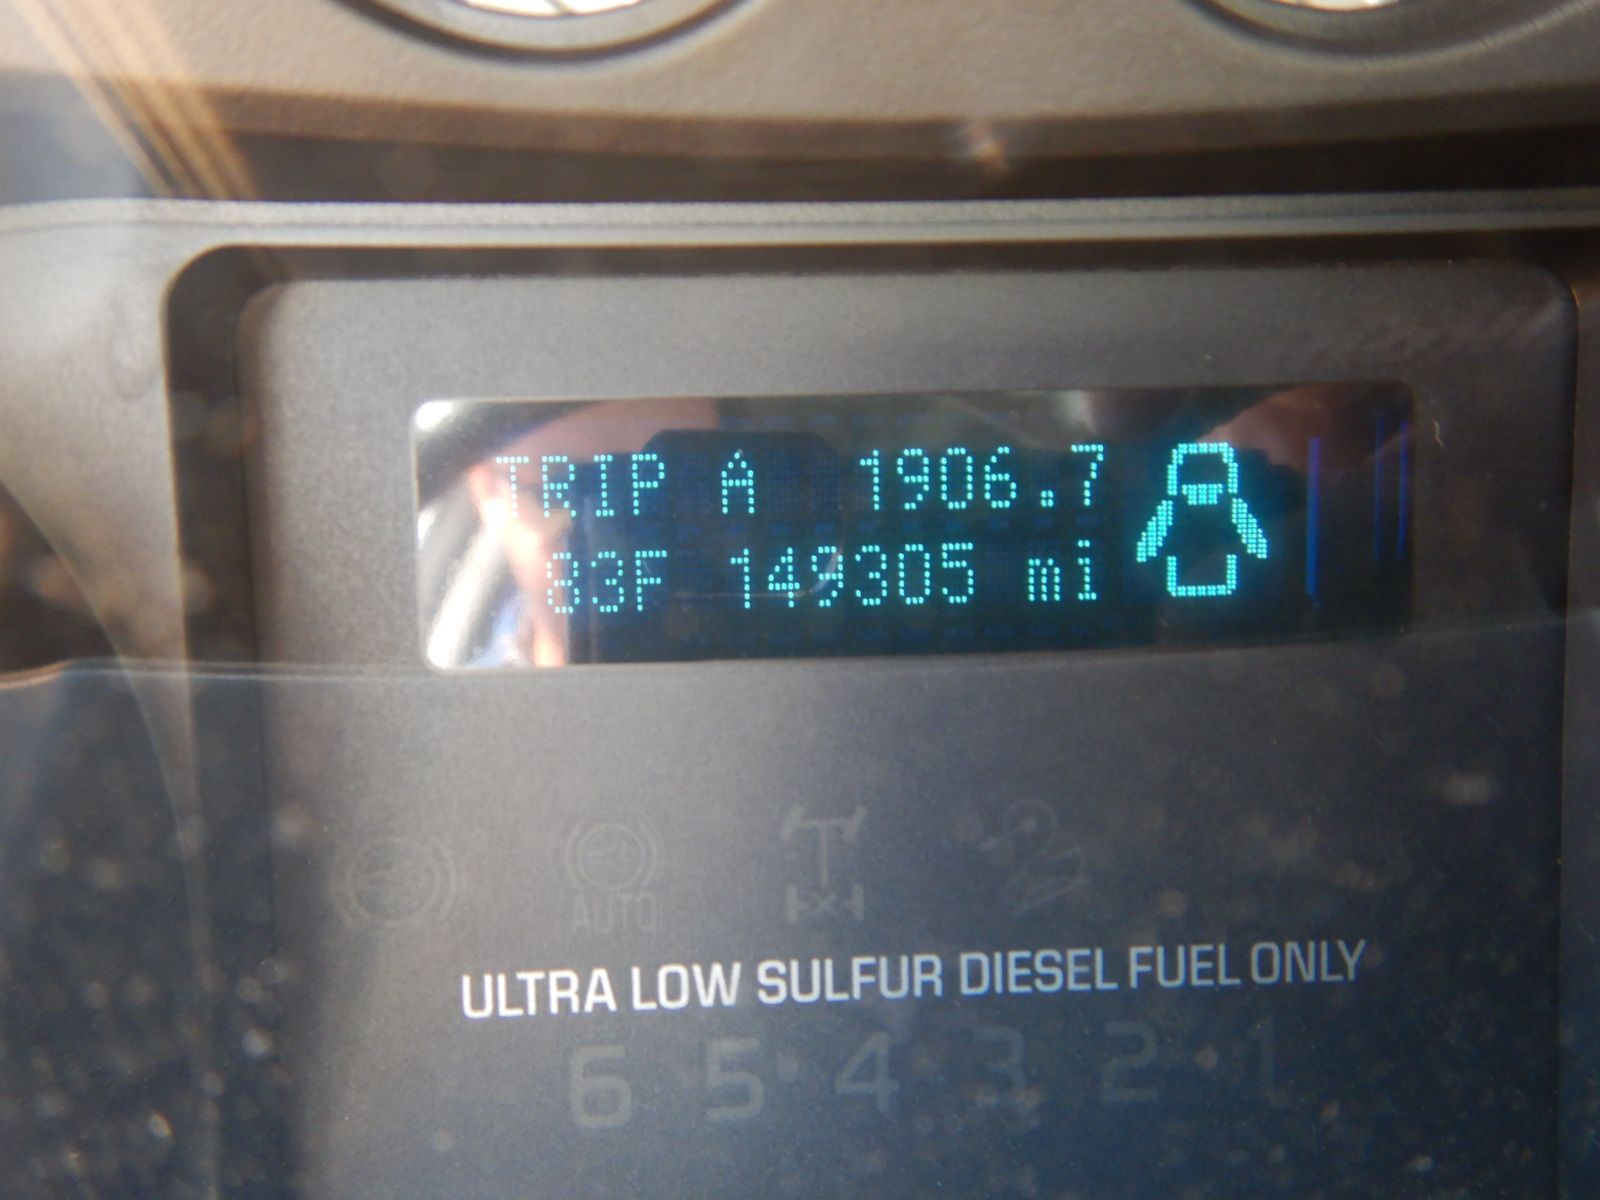 TRIP A 1906.7
83F 149305 mi
AUTO
ULTRA LOW SULFUR DIESEL FUEL ONLY
6 5 4 3 2 1